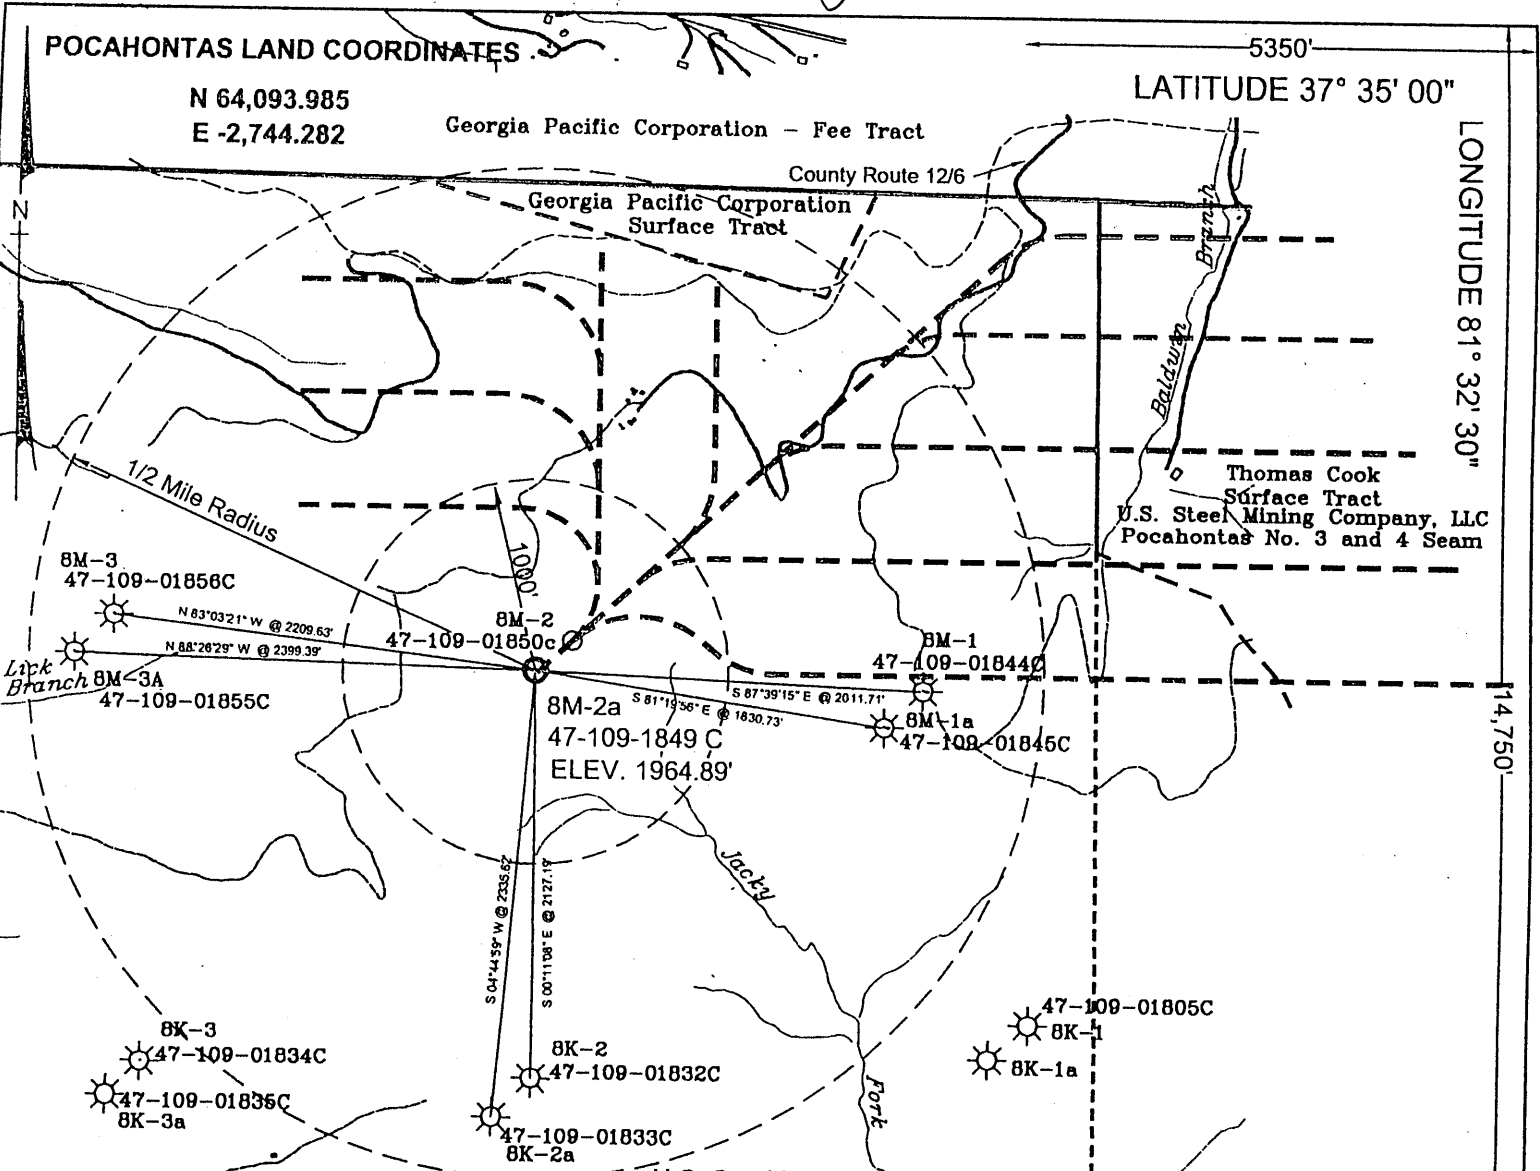 POCAHONTAS LAND COORDINATES
N 64,093.985
E -2,744.282
5350'
LATITUDE 37° 35' 00"
LONGITUDE 81° 32' 30"
Georgia Pacific Corporation - Fee Tract
County Route 12/6
Georgia Pacific Corporation
Surface Tract
N
Baldwin Branch
1/2 Mile Radius
1000'
Thomas Cook
Surface Tract
U.S. Steel Mining Company, LLC
Pocahontas No. 3 and 4 Seam
8M-3
47-109-01856C
N 83°03'21" W @ 2209.63'
N 88°26'29" W @ 2399.39'
Lick
Branch
8M-3A
47-109-01855C
8M-2
47-109-01850c
8M-2a
47-109-1849 C
ELEV. 1964.89'
8M-1
47-109-01844C
S 87°39'15" E @ 2011.71'
S 81°19'56" E @ 1830.73'
8M-1a
47-109-01845C
14,750'
Jacky
Fork
S 04°44'59" W @ 2335.62'
S 00°11'08" E @ 2127.19'
47-109-01805C
8K-1
8K-1a
8K-3
47-109-01834C
47-109-01835C
8K-3a
8K-2
47-109-01832C
47-109-01833C
8K-2a